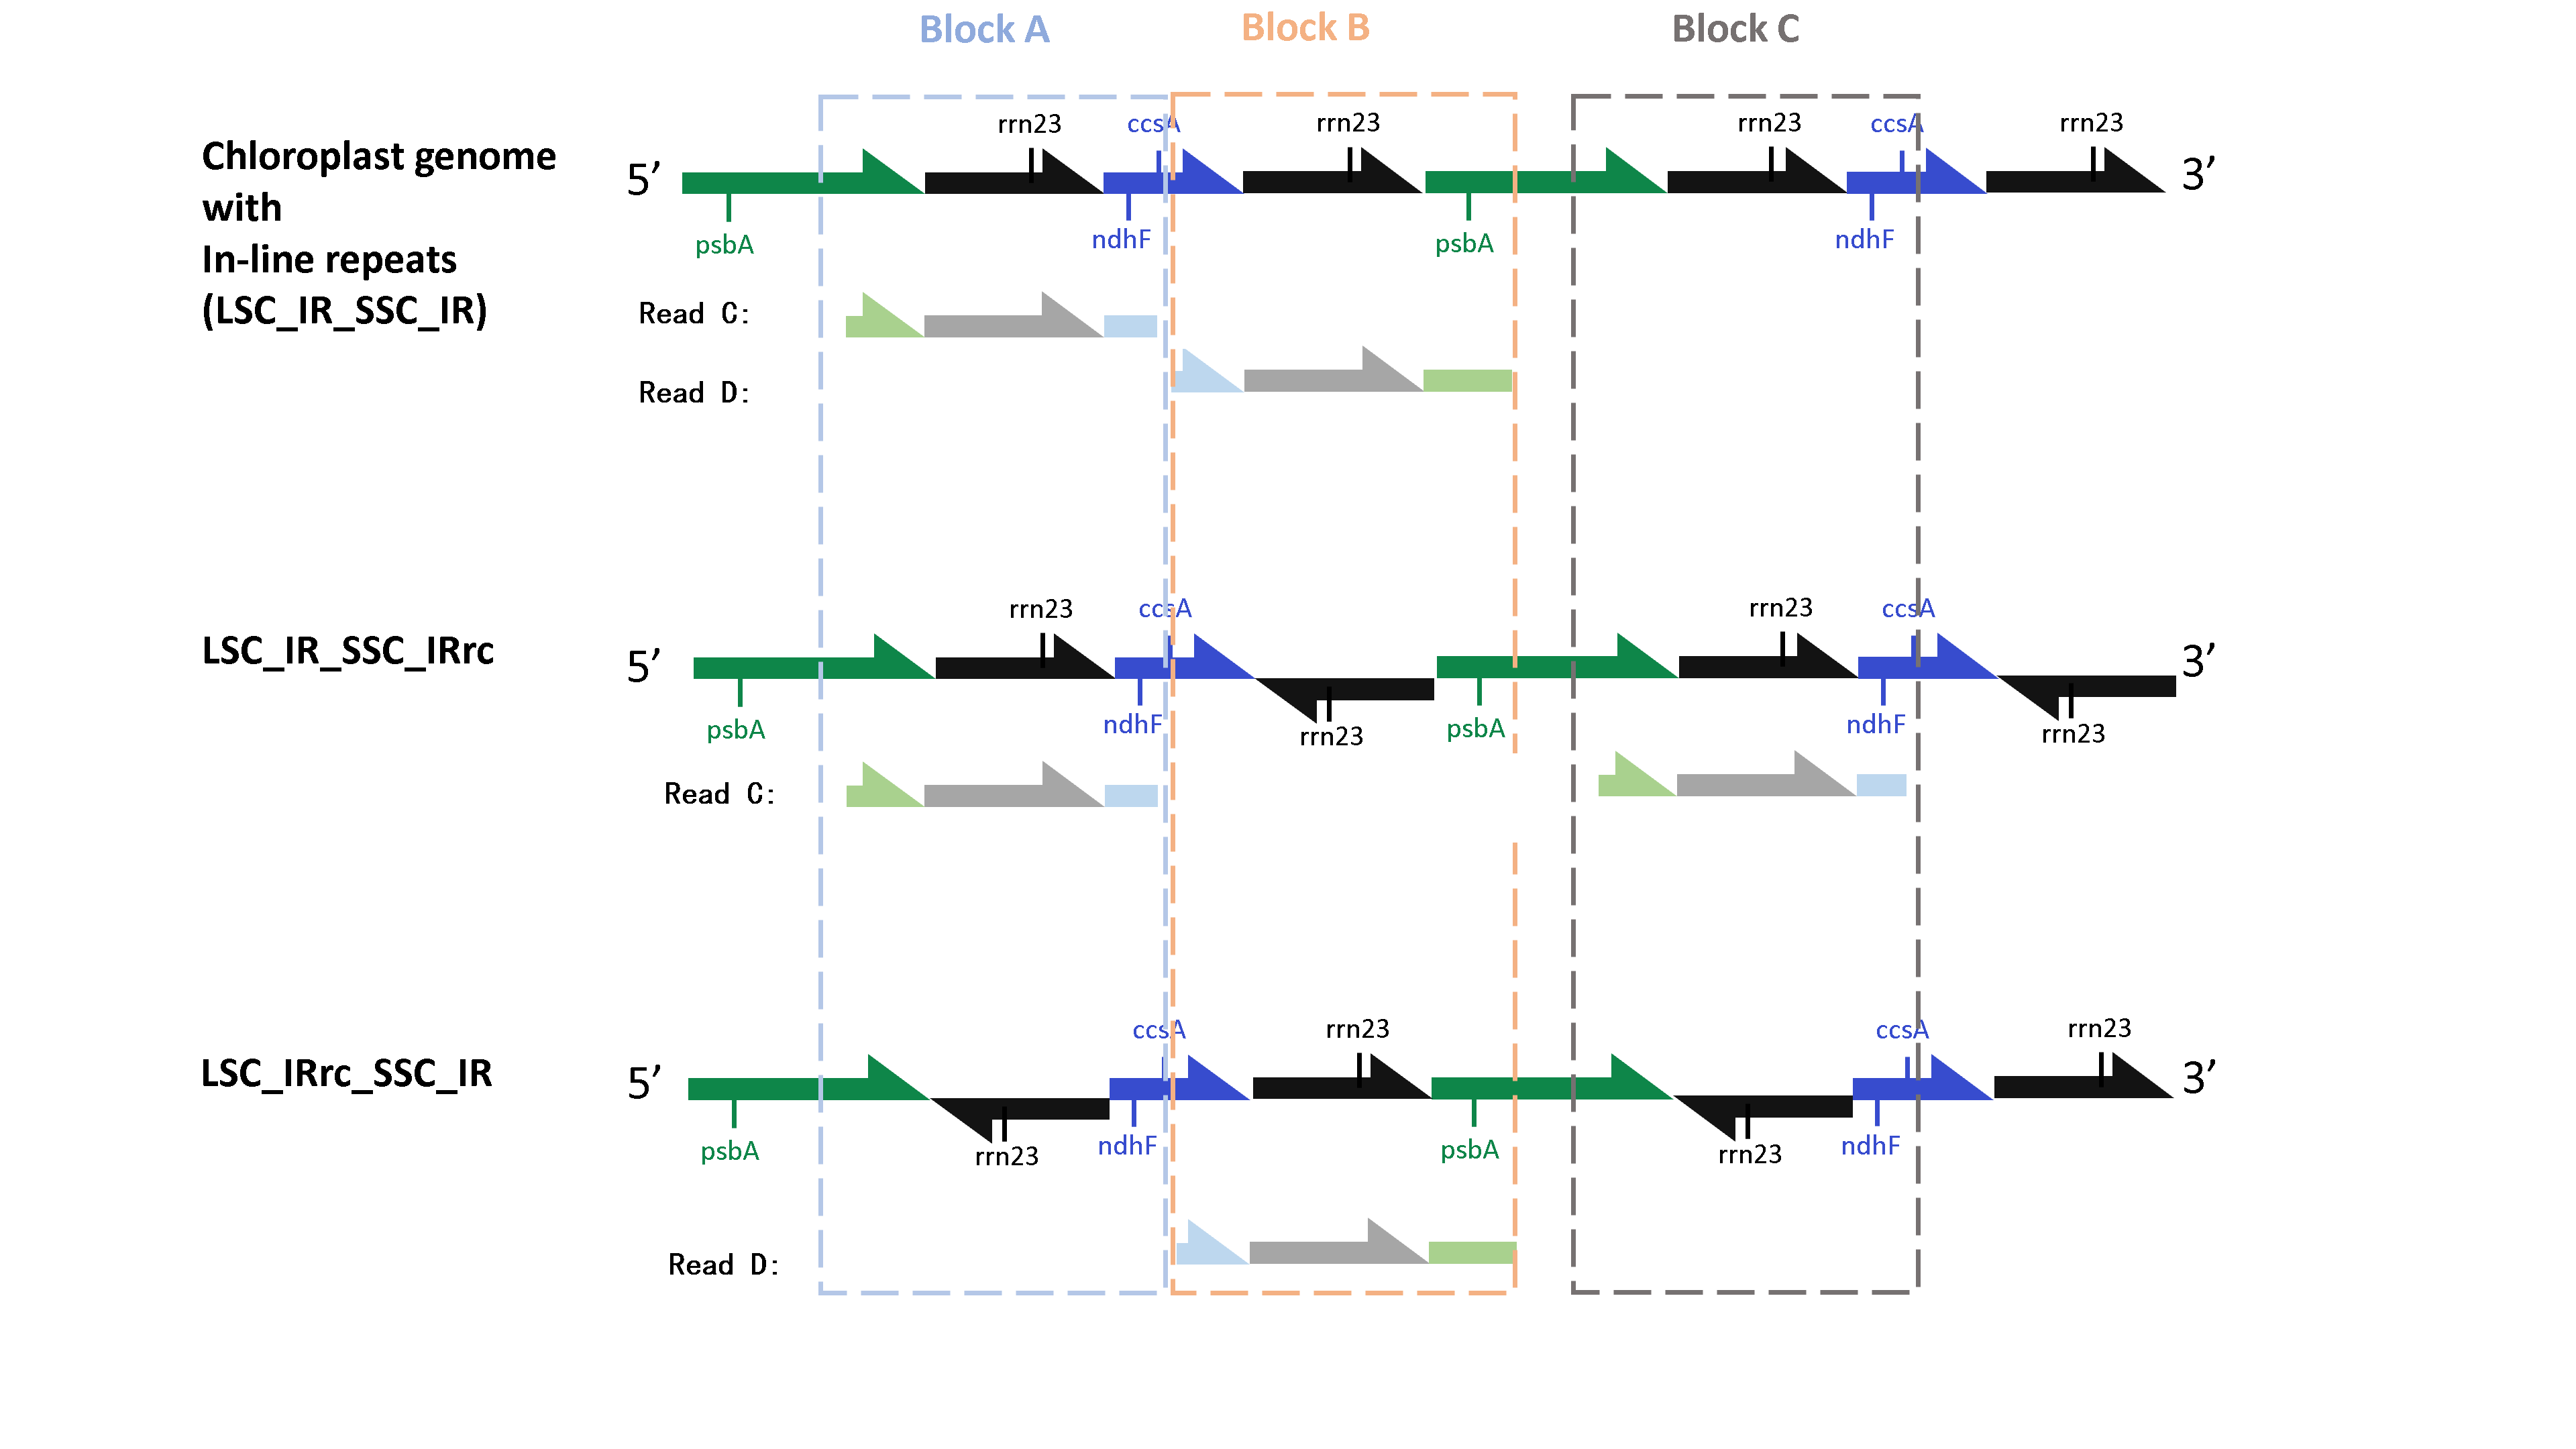 Block A
Block B
Block C
Chloroplast genome
with
In-line repeats
(LSC_IR_SSC_IR)
5’
rrn23
ccsA
rrn23
rrn23
ccsA
rrn23
3’
psbA
ndhF
psbA
ndhF
Read C:
Read D:
LSC_IR_SSC_IRrc
5’
rrn23
ccsA
rrn23
ccsA
3’
psbA
ndhF
rrn23
psbA
ndhF
rrn23
Read C:
LSC_IRrc_SSC_IR
5’
ccsA
rrn23
ccsA
rrn23
3’
psbA
rrn23
ndhF
psbA
rrn23
ndhF
Read D: